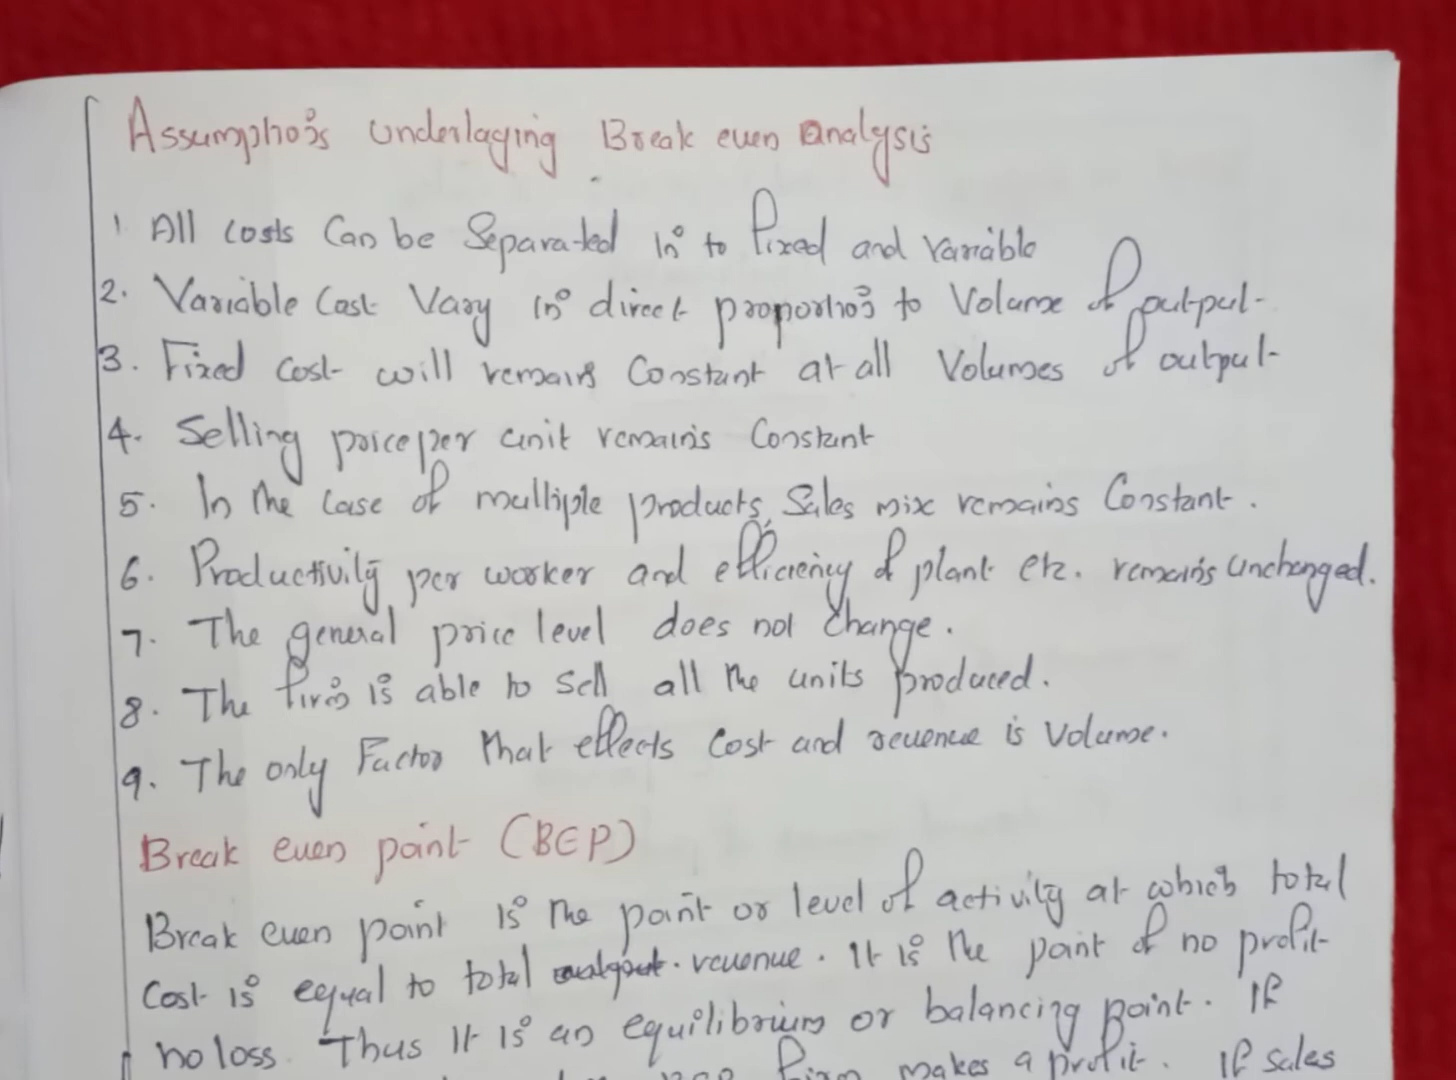 Assumptions underlaying Break even analysis
1. All costs Can be Separated in to fixed and variable
2. Variable Cost Vary in direct proportion to Volume of output
3. Fixed Cost will remains Constant at all Volumes of output
4. Selling price per unit remains Constant
5. In the Case of multiple products, Sales mix remains Constant.
6. Productivity per worker and efficiency of plant etc. remains unchanged.
7. The general price level does not change.
8. The firm is able to sell all the units produced.
9. The only Factor that effects Cost and revenue is Volume.
Break even point (BEP)
Break even point is the point or level of activity at which total
Cost is equal to total revenue. It is the point of no profit
no loss. Thus it is an equilibrium or balancing point. If
firm makes a profit. If sales